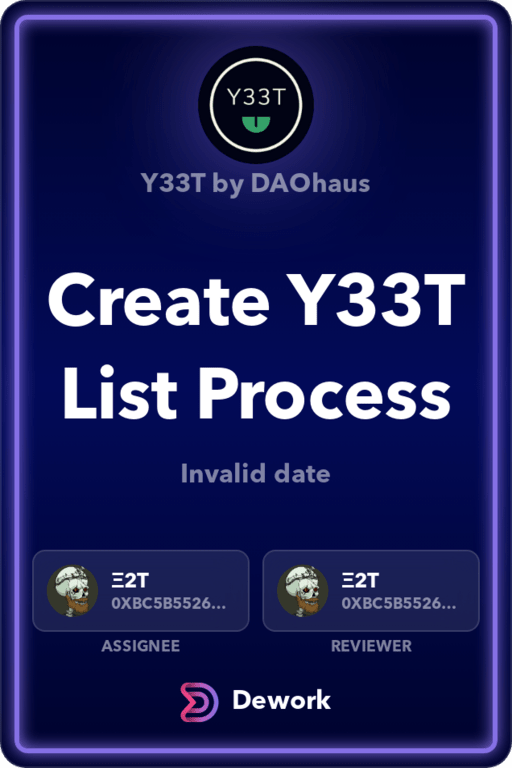 Y33T
Y33T by DAOhaus
Create Y33T
List Process
Invalid date
Ξ2T
0XBC5B5526...
ASSIGNEE
Ξ2T
0XBC5B5526...
REVIEWER
Dework